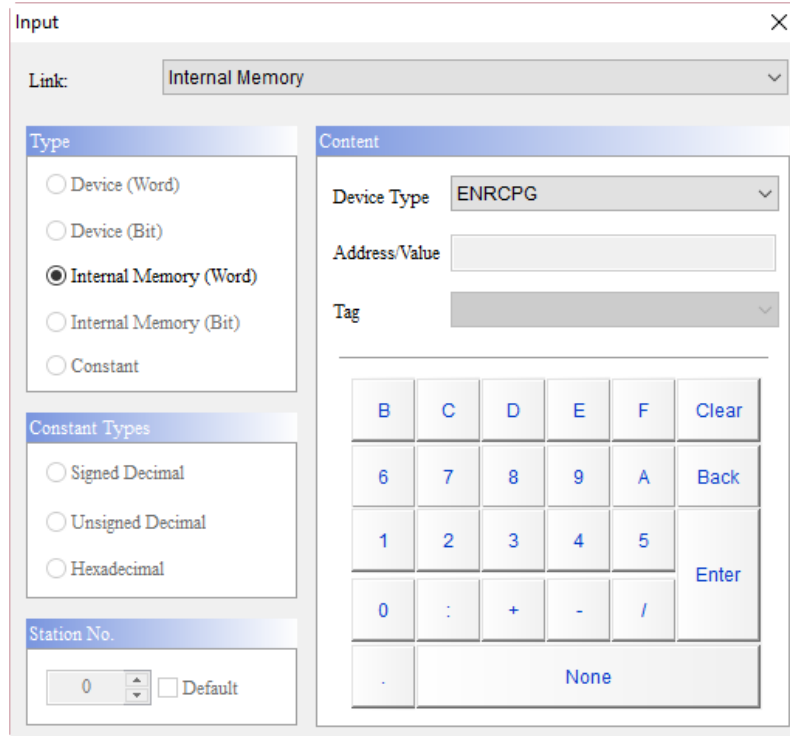 Input
Link:
Internal Memory
Type
Device (Word)
Device (Bit)
Internal Memory (Word)
Internal Memory (Bit)
Constant
Constant Types
Signed Decimal
Unsigned Decimal
Hexadecimal
Station No.
0
Default
Content
Device Type
ENRCPG
Address/Value
Tag
B C D E F Clear
6 7 8 9 A Back
1 2 3 4 5
Enter
0 : + - /
. None